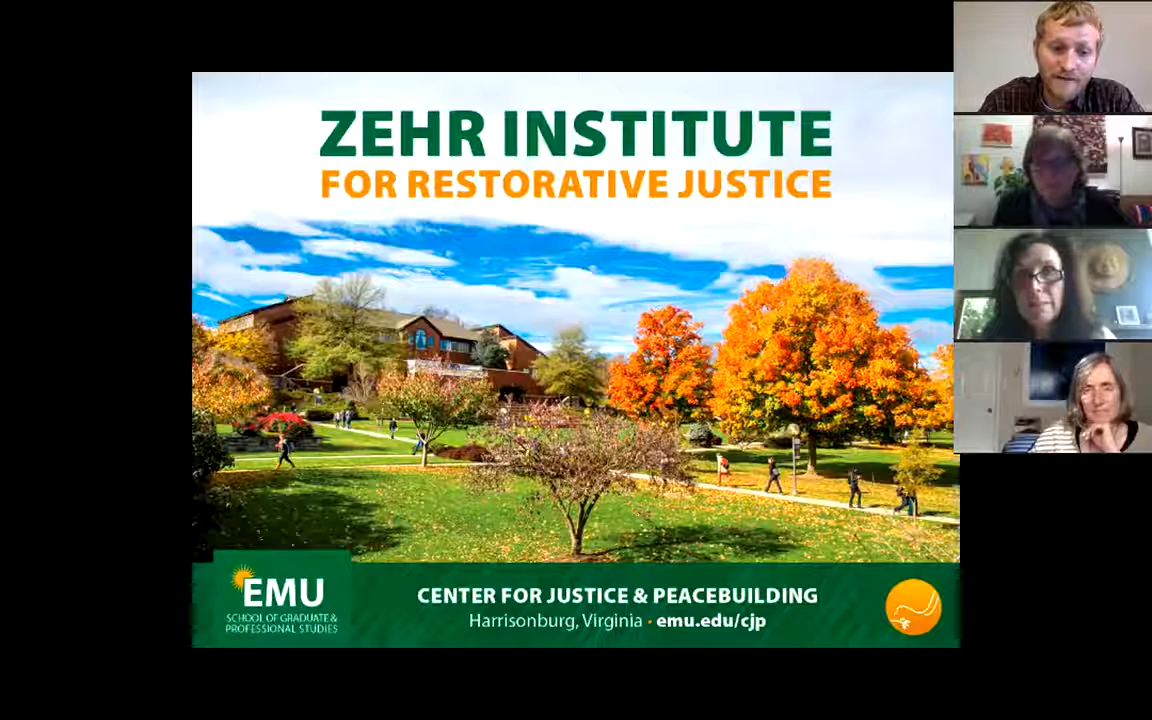 ZEHR INSTITUTE
FOR RESTORATIVE JUSTICE
EMU
SCHOOL OF GRADUATE &
PROFESSIONAL STUDIES
CENTER FOR JUSTICE & PEACEBUILDING
Harrisonburg, Virginia • emu.edu/cjp